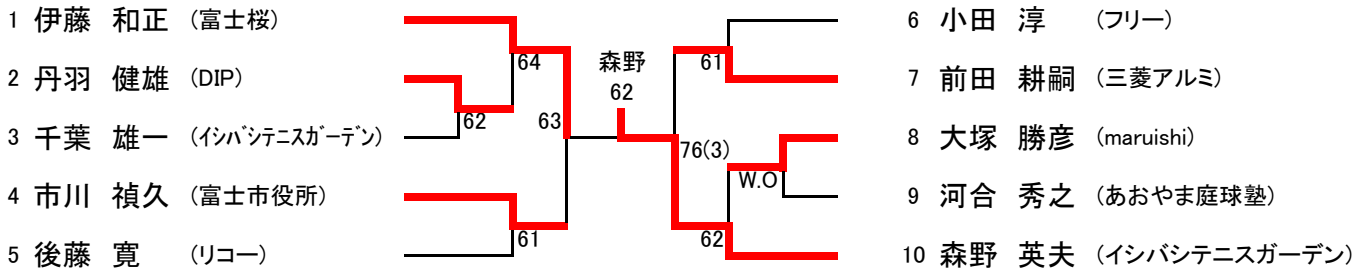 1 伊藤 和正 (富士桜)
2 丹羽 健雄 (DIP)
3 千葉 雄一 (ｲｼﾊﾞｼﾃﾆｽｶﾞｰﾃﾞﾝ)
4 市川 禎久 (富士市役所)
5 後藤 寛 (リコー)
64
62
63
61
森野
62
61
76(3)
W.O
62
6 小田 淳 (フリー)
7 前田 耕嗣 (三菱アルミ)
8 大塚 勝彦 (maruishi)
9 河合 秀之 (あおやま庭球塾)
10 森野 英夫 (イシバシテニスガーデン)